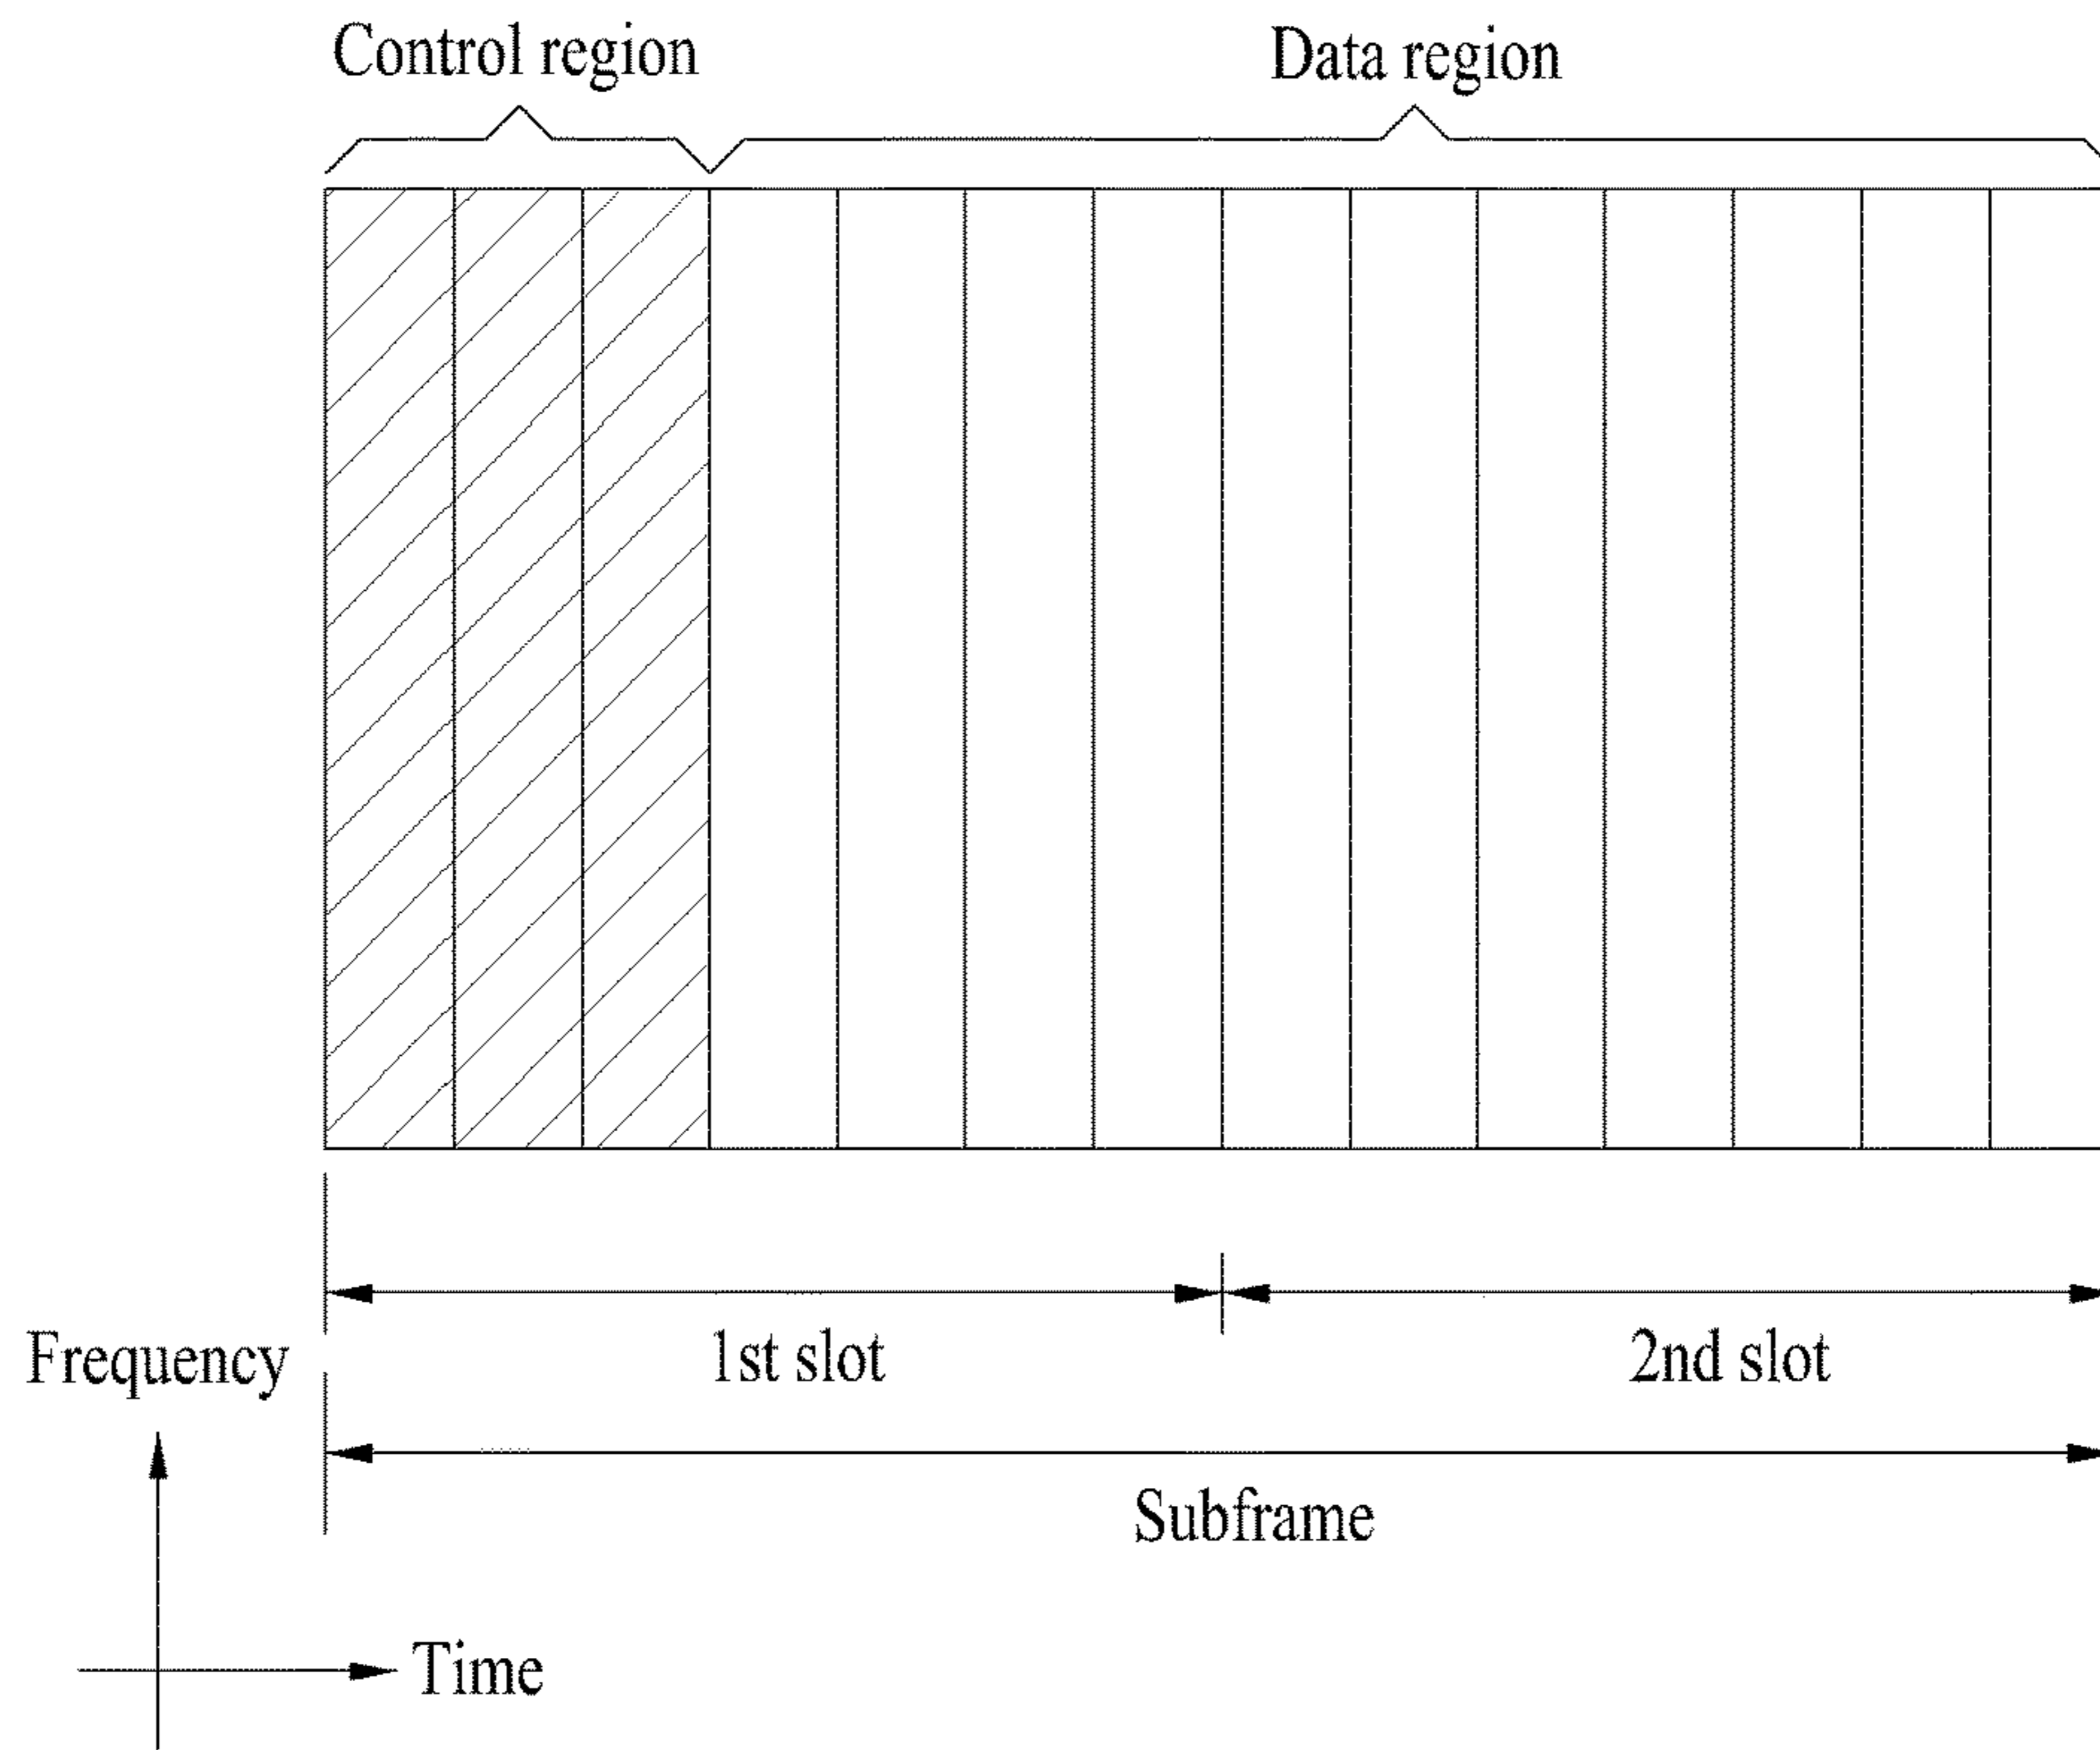 Control region
Data region
1st slot
2nd slot
Frequency
Subframe
Time